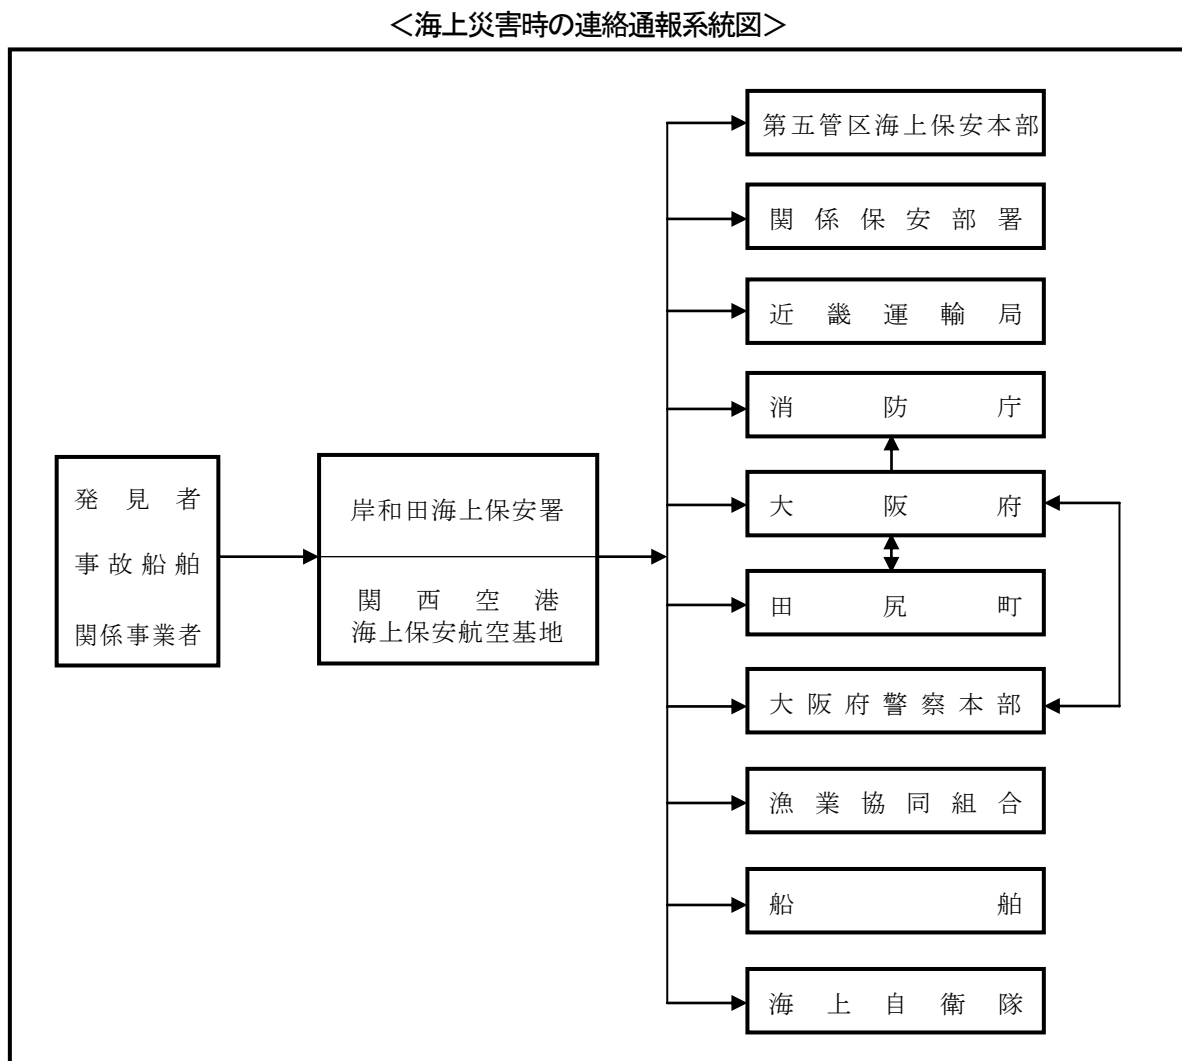 ＜海上災害時の連絡通報系統図＞
発見者
事故船舶
関係事業者
岸和田海上保安署
関西空港
海上保安航空基地
第五管区海上保安本部
関係保安部署
近畿運輸局
消防庁
大阪府
田尻町
大阪府警察本部
漁業協同組合
船舶
海上自衛隊